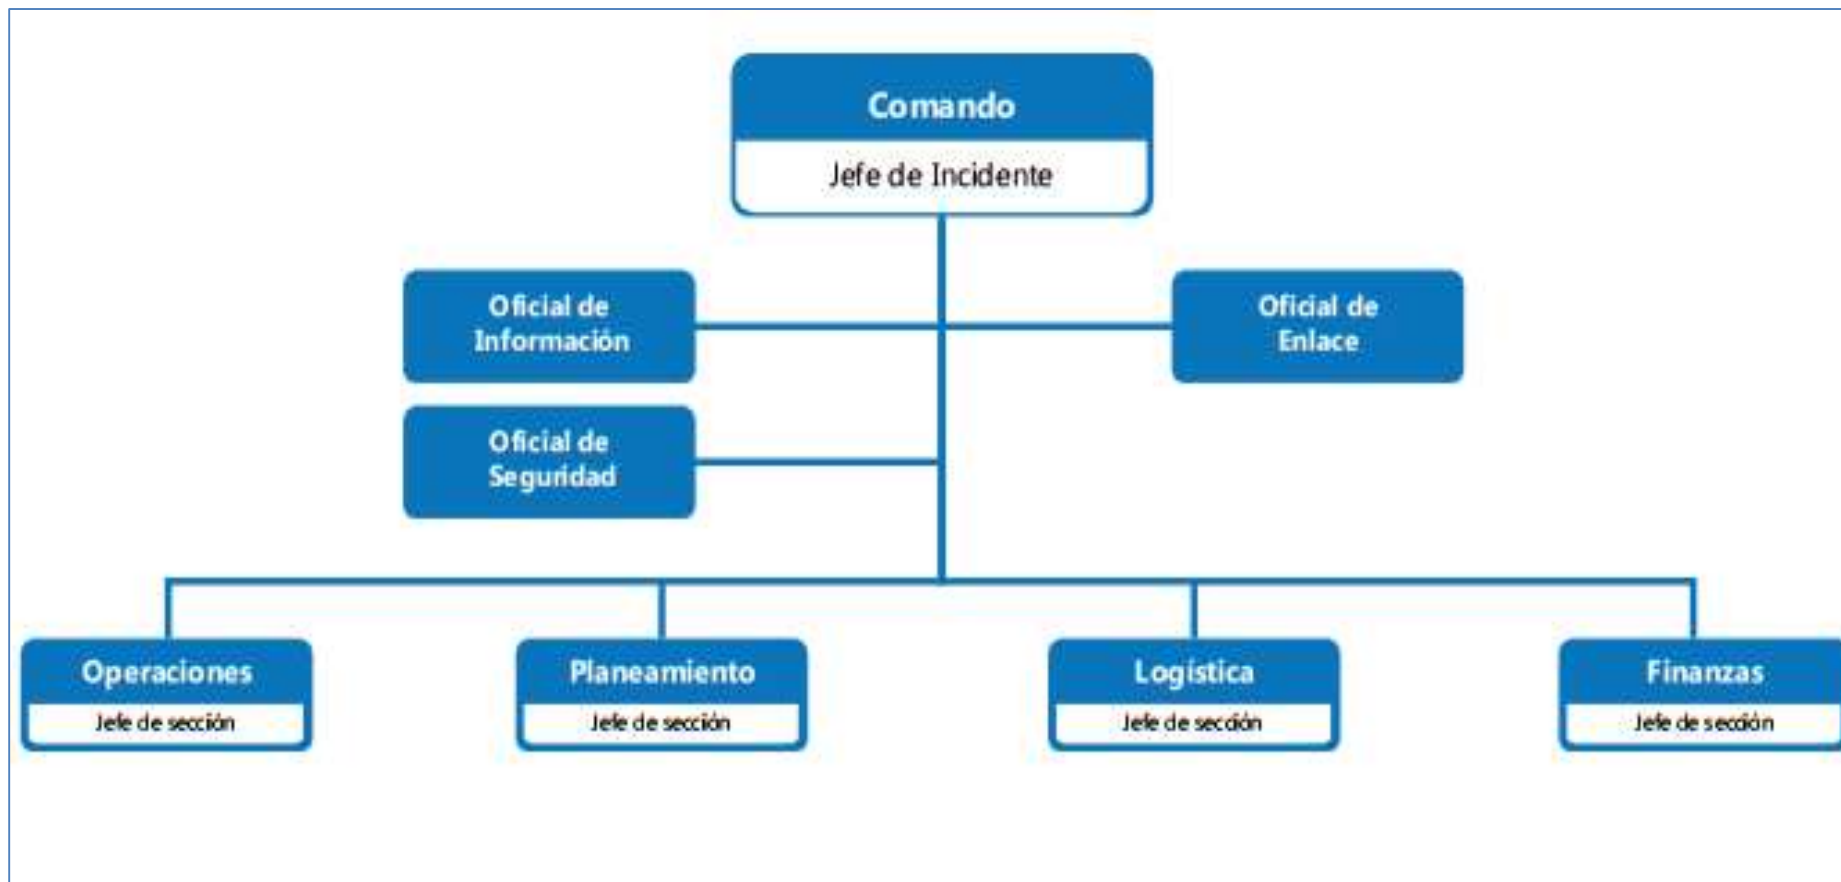 Comando
Jefe de Incidente
Oficial de
Información
Oficial de
Enlace
Oficial de
Seguridad
Operaciones
Jefe de sección
Planeamiento
Jefe de sección
Logística
Jefe de sección
Finanzas
Jefe de sección